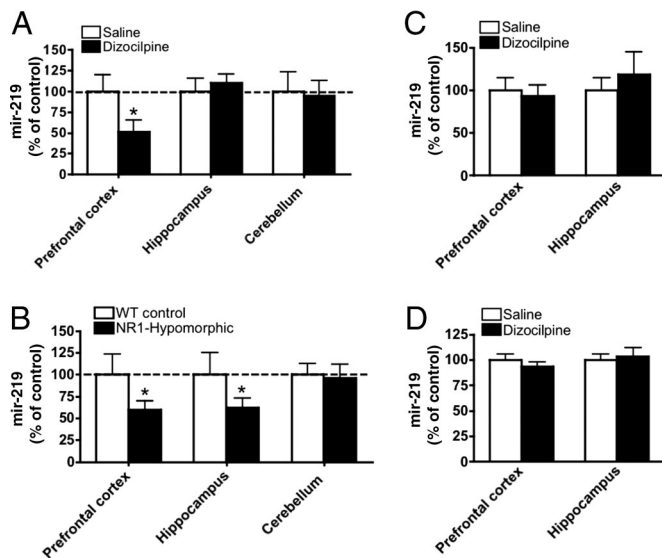 A
Saline
Dizocilpine
mir-219
(% of control)
150
125
100
75
50
25
0
*
Prefrontal cortex
Hippocampus
Cerebellum
C
Saline
Dizocilpine
mir-219
(% of control)
150
100
50
0
Prefrontal cortex
Hippocampus
B
WT control
NR1-Hypomorphic
mir-219
(% of control)
150
125
100
75
50
25
0
*
*
Prefrontal cortex
Hippocampus
Cerebellum
D
Saline
Dizocilpine
mir-219
(% of control)
125
100
75
50
25
0
Prefrontal cortex
Hippocampus